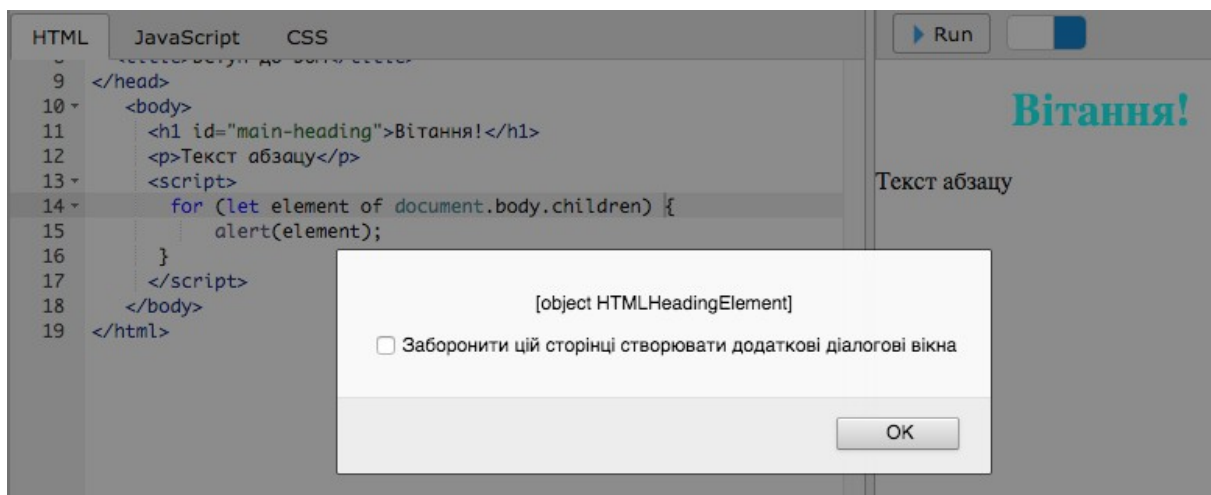 HTML JavaScript CSS
Run
9 </head>
10 <body>
11 <h1 id="main-heading">Вітання!</h1>
12 <p>Текст абзацу</p>
13 <script>
14 for (let element of document.body.children) {
15 alert(element);
16 }
17 </script>
18 </body>
19 </html>
Вітання!
Текст абзацу
[object HTMLHeadingElement]
Заборонити цій сторінці створювати додаткові діалогові вікна
OK